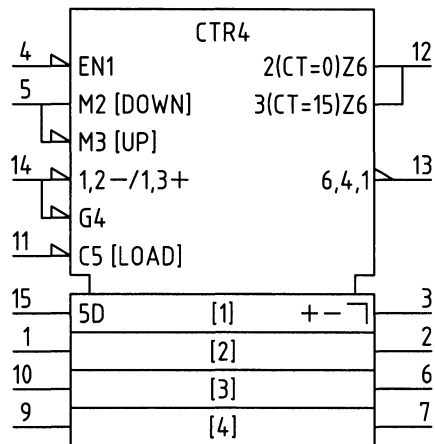 CTR4
4 EN1 2(CT=0)Z6 12
5 M2 [DOWN] 3(CT=15)Z6
M3 [UP]
14 1,2−/1,3+ 6,4,1 13
G4
11 C5 [LOAD]
15 5D [1] +− 3
1 [2] 2
10 [3] 6
9 [4] 7